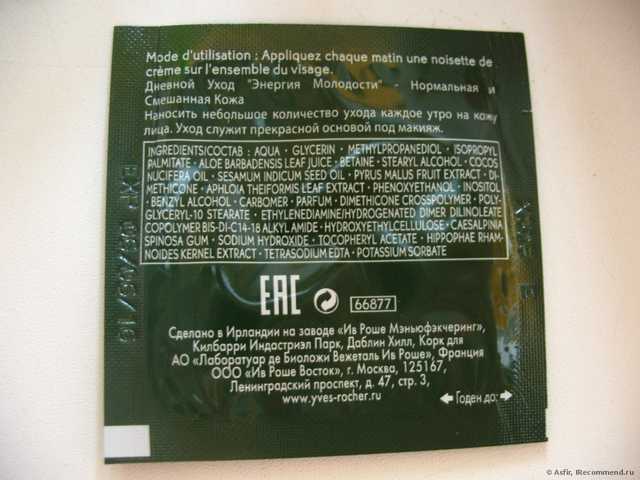 Mode d'utilisation : Appliquez chaque matin une noisette de
crème sur l'ensemble du visage.
Дневной Уход "Энергия Молодости" - Нормальная и
Смешанная Кожа
Наносить небольшое количество ухода каждое утро на кожу
лица. Уход служит прекрасной основой под макияж.
INGREDIENTS/СОСТАВ : AQUA · GLYCERIN · METHYLPROPANEDIOL · ISOPROPYL
PALMITATE · ALOE BARBADENSIS LEAF JUICE · BETAINE · STEARYL ALCOHOL · COCOS
NUCIFERA OIL · SESAMUM INDICUM SEED OIL · PYRUS MALUS FRUIT EXTRACT · DI-
METHICONE · APHLOIA THEIFORMIS LEAF EXTRACT · PHENOXYETHANOL · INOSITOL
· BENZYL ALCOHOL · CARBOMER · PARFUM · DIMETHICONE CROSSPOLYMER · POLY-
GLYCERYL-10 STEARATE · ETHYLENEDIAMINE/HYDROGENATED DIMER DILINOLEATE
COPOLYMER BIS-DI-C14-18 ALKYL AMIDE · HYDROXYETHYLCELLULOSE · CAESALPINIA
SPINOSA GUM · SODIUM HYDROXIDE · TOCOPHERYL ACETATE · HIPPOPHAE RHAM-
NOIDES KERNEL EXTRACT · TETRASODIUM EDTA · POTASSIUM SORBATE
EAC
66877
Сделано в Ирландии на заводе «Ив Роше Мэньюфэкчеринг»,
Килбарри Индастриэл Парк, Даблин Хилл, Корк для
АО «Лаборатуар де Биоложи Вежеталь Ив Роше», Франция
ООО «Ив Роше Восток», г. Москва, 125167,
Ленинградский проспект, д. 47, стр. 3,
www.yves-rocher.ru
Годен до:
EXP
© Asfir, IRecommend.ru